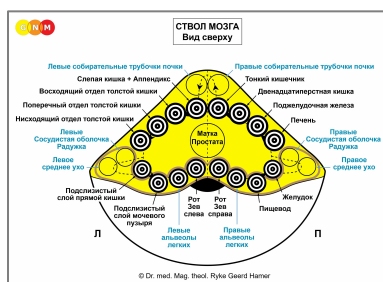 GNM
СТВОЛ МОЗГА
Вид сверху
Левые собирательные трубочки почки
Правые собирательные трубочки почки
Слепая кишка + Аппендикс
Тонкий кишечник
Восходящий отдел толстой кишки
Двенадцатиперстная кишка
Поперечный отдел толстой кишки
Поджелудочная железа
Нисходящий отдел толстой кишки
Печень
Левые
Сосудистая оболочка
Радужка
Матка
Простата
Правые
Сосудистая оболочка
Радужка
Левое
среднее ухо
Правое
среднее ухо
Подслизистый
слой прямой кишки
Желудок
Подслизистый
слой мочевого
пузыря
Рот
Зев
слева
Рот
Зев
справа
Пищевод
Левые
альвеолы
легких
Правые
альвеолы
легких
Л
П
© Dr. med. Mag. theol. Ryke Geerd Hamer